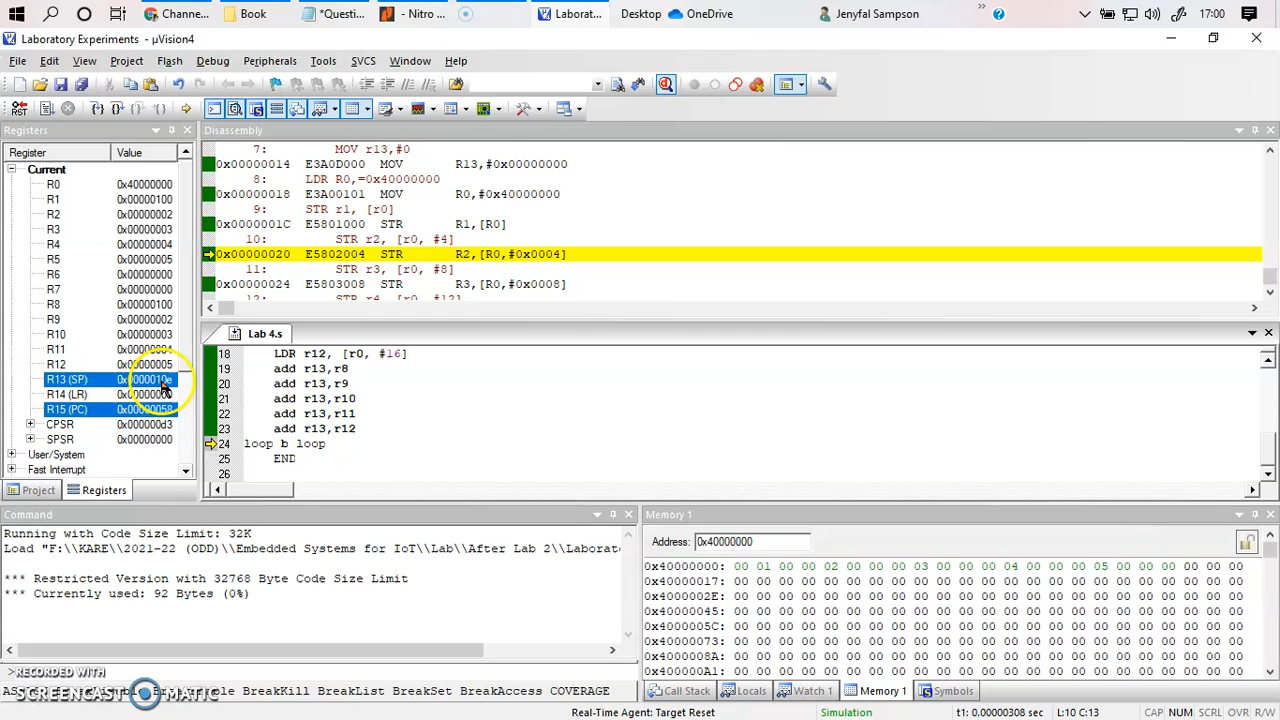 Channe...
Book
*Questi...
- Nitro ...
Laborat...
Desktop
OneDrive
Jenyfal Sampson
17:00
Laboratory Experiments - µVision4
File Edit View Project Flash Debug Peripherals Tools SVCS Window Help
Registers
Register Value
Current
R0 0x40000000
R1 0x00000100
R2 0x00000002
R3 0x00000003
R4 0x00000004
R5 0x00000005
R6 0x00000000
R7 0x00000000
R8 0x00000100
R9 0x00000002
R10 0x00000003
R11 0x00000004
R12 0x00000005
R13 (SP) 0x0000010e
R14 (LR) 0x00000000
R15 (PC) 0x00000058
CPSR 0x000000d3
SPSR 0x00000000
User/System
Fast Interrupt
Project Registers
Disassembly
7: MOV r13,#0
0x00000014 E3A0D000 MOV R13,#0x00000000
8: LDR R0,=0x40000000
0x00000018 E3A00101 MOV R0,#0x40000000
9: STR r1, [r0]
0x0000001C E5801000 STR R1,[R0]
10: STR r2, [r0, #4]
0x00000020 E5802004 STR R2,[R0,#0x0004]
11: STR r3, [r0, #8]
0x00000024 E5803008 STR R3,[R0,#0x0008]
12: STR r4, [r0, #12]
Lab 4.s
18 LDR r12, [r0, #16]
19 add r13,r8
20 add r13,r9
21 add r13,r10
22 add r13,r11
23 add r13,r12
24 loop b loop
25 END
26
Command
Running with Code Size Limit: 32K
Load "F:\\KARE\\2021-22 (ODD)\\Embedded Systems for IoT\\Lab\\After Lab 2\\Laborat
*** Restricted Version with 32768 Byte Code Size Limit
*** Currently used: 92 Bytes (0%)
>
RECORDED WITH
SCREENCAST MATIC
BreakKill BreakList BreakSet BreakAccess COVERAGE
Memory 1
Address: 0x40000000
0x40000000: 00 01 00 00 02 00 00 00 03 00 00 00 04 00 00 00 05 00 00 00 00 00 00
0x40000017: 00 00 00 00 00 00 00 00 00 00 00 00 00 00 00 00 00 00 00 00 00 00 00
0x4000002E: 00 00 00 00 00 00 00 00 00 00 00 00 00 00 00 00 00 00 00 00 00 00 00
0x40000045: 00 00 00 00 00 00 00 00 00 00 00 00 00 00 00 00 00 00 00 00 00 00 00
0x4000005C: 00 00 00 00 00 00 00 00 00 00 00 00 00 00 00 00 00 00 00 00 00 00 00
0x40000073: 00 00 00 00 00 00 00 00 00 00 00 00 00 00 00 00 00 00 00 00 00 00 00
0x4000008A: 00 00 00 00 00 00 00 00 00 00 00 00 00 00 00 00 00 00 00 00 00 00 00
0x400000A1: 00 00 00 00 00 00 00 00 00 00 00 00 00 00 00 00 00 00 00 00 00 00 00
Call Stack Locals Watch 1 Memory 1 Symbols
Real-Time Agent: Target Reset Simulation t1: 0.00000308 sec L:10 C:13 CAP NUM SCRL OVR R/W